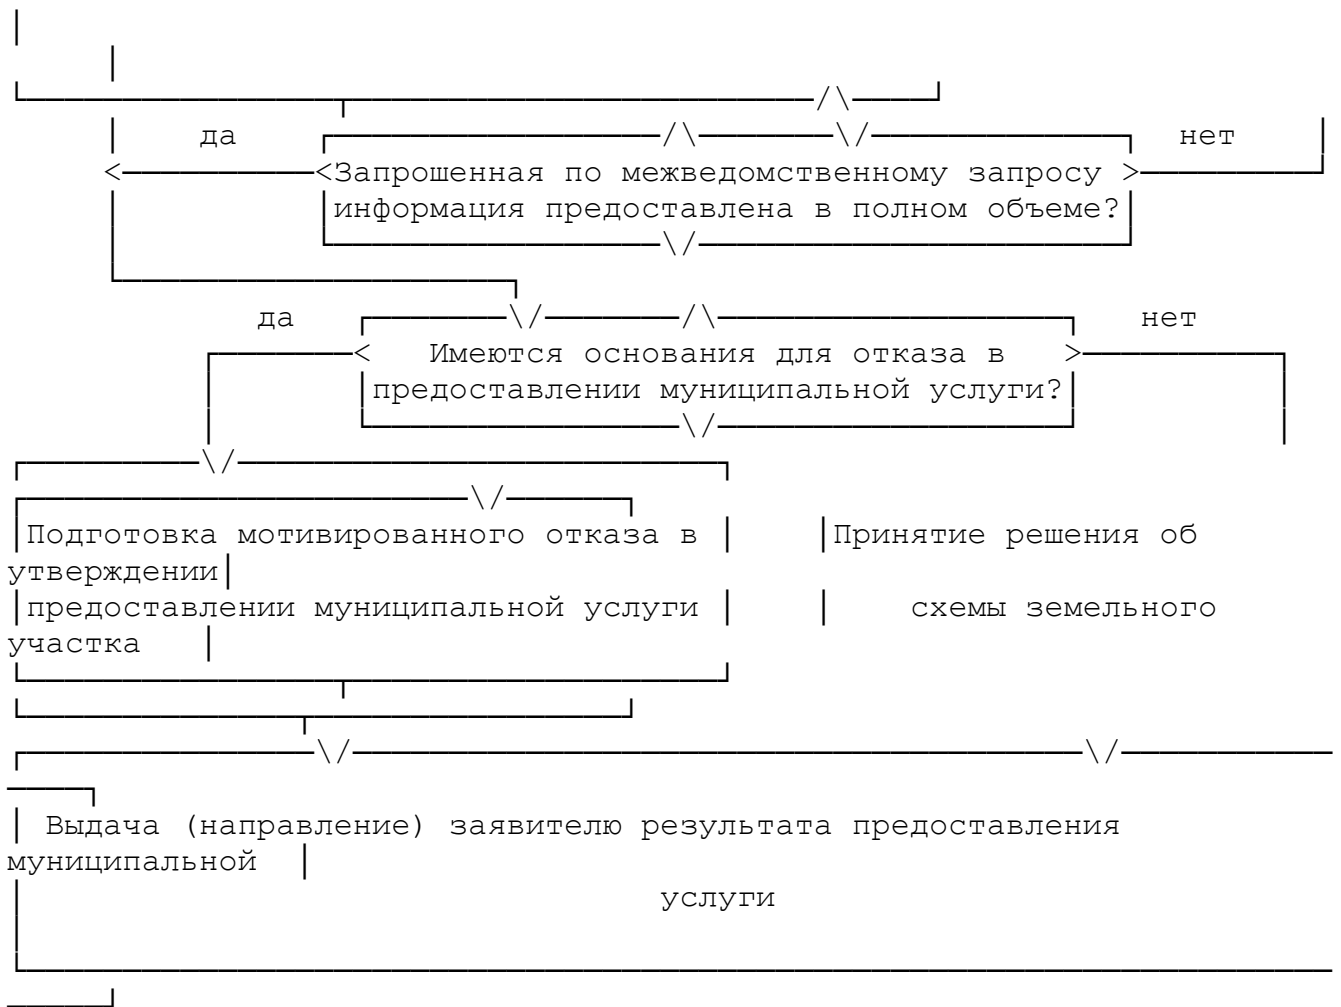 да нет
Запрошенная по межведомственному запросу
информация предоставлена в полном объеме?
да нет
Имеются основания для отказа в
предоставлении муниципальной услуги?
Подготовка мотивированного отказа в Принятие решения об
утверждении
предоставлении муниципальной услуги схемы земельного
участка
Выдача (направление) заявителю результата предоставления
муниципальной
услуги